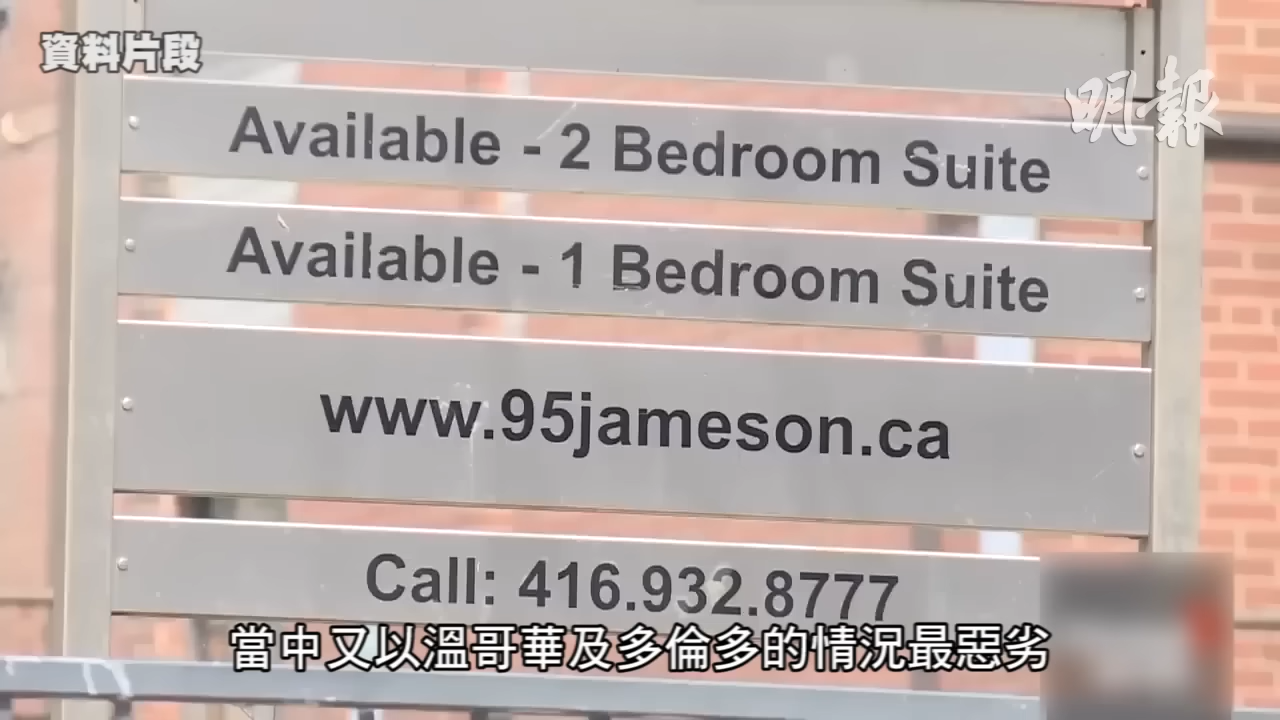 資料片段
明報
Available - 2 Bedroom Suite
Available - 1 Bedroom Suite
www.95jameson.ca
Call: 416.932.8777
當中又以溫哥華及多倫多的情況最惡劣